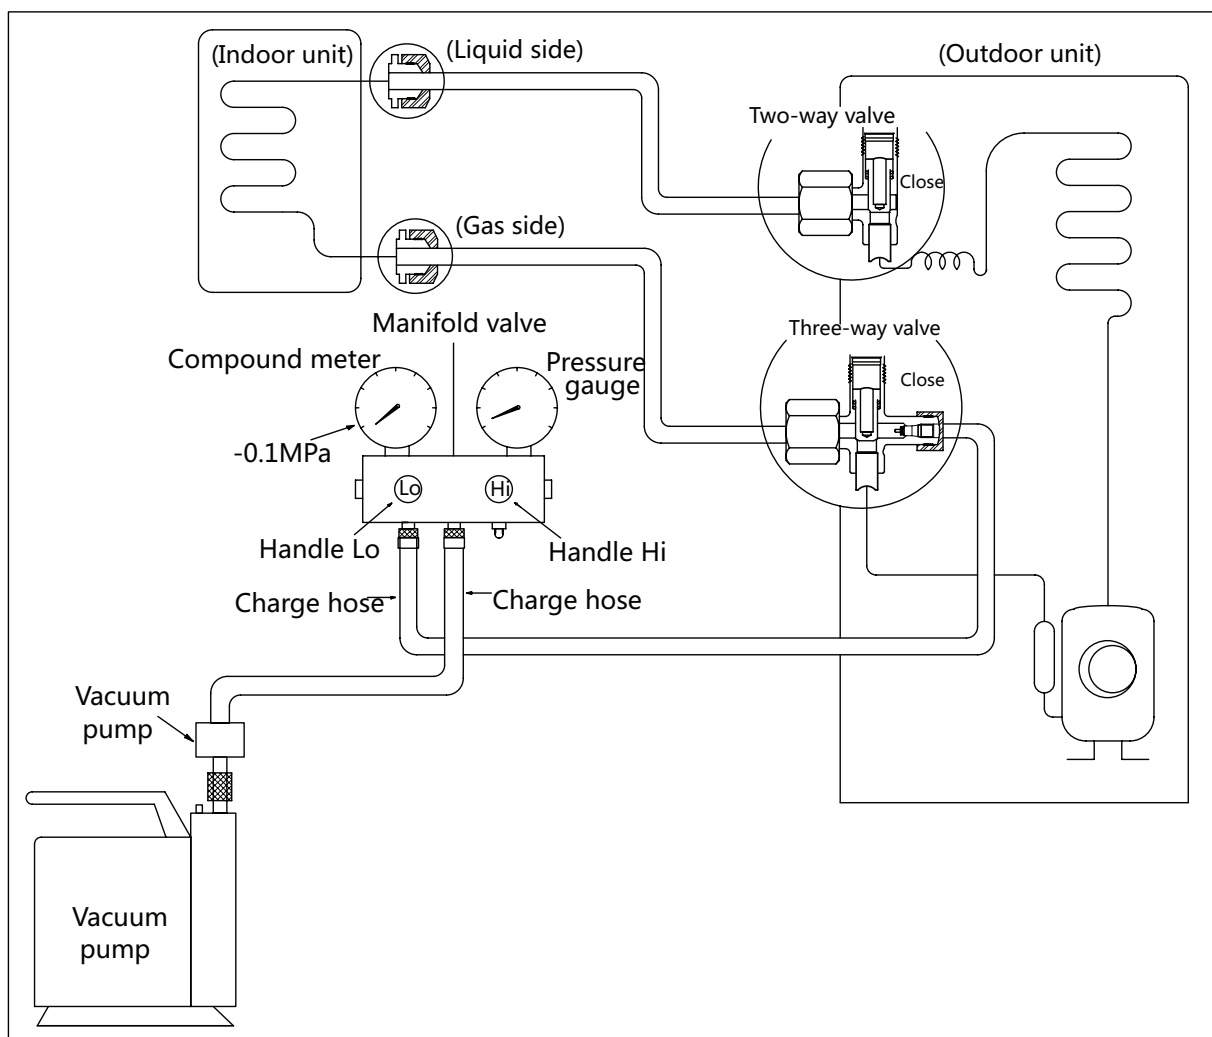 (Indoor unit)
(Liquid side)
(Outdoor unit)
Two-way valve
Close
(Gas side)
Manifold valve
Three-way valve
Compound meter
Pressure
gauge
Close
-0.1MPa
Lo
Hi
Handle Lo
Handle Hi
Charge hose
Charge hose
Vacuum
pump
Vacuum
pump